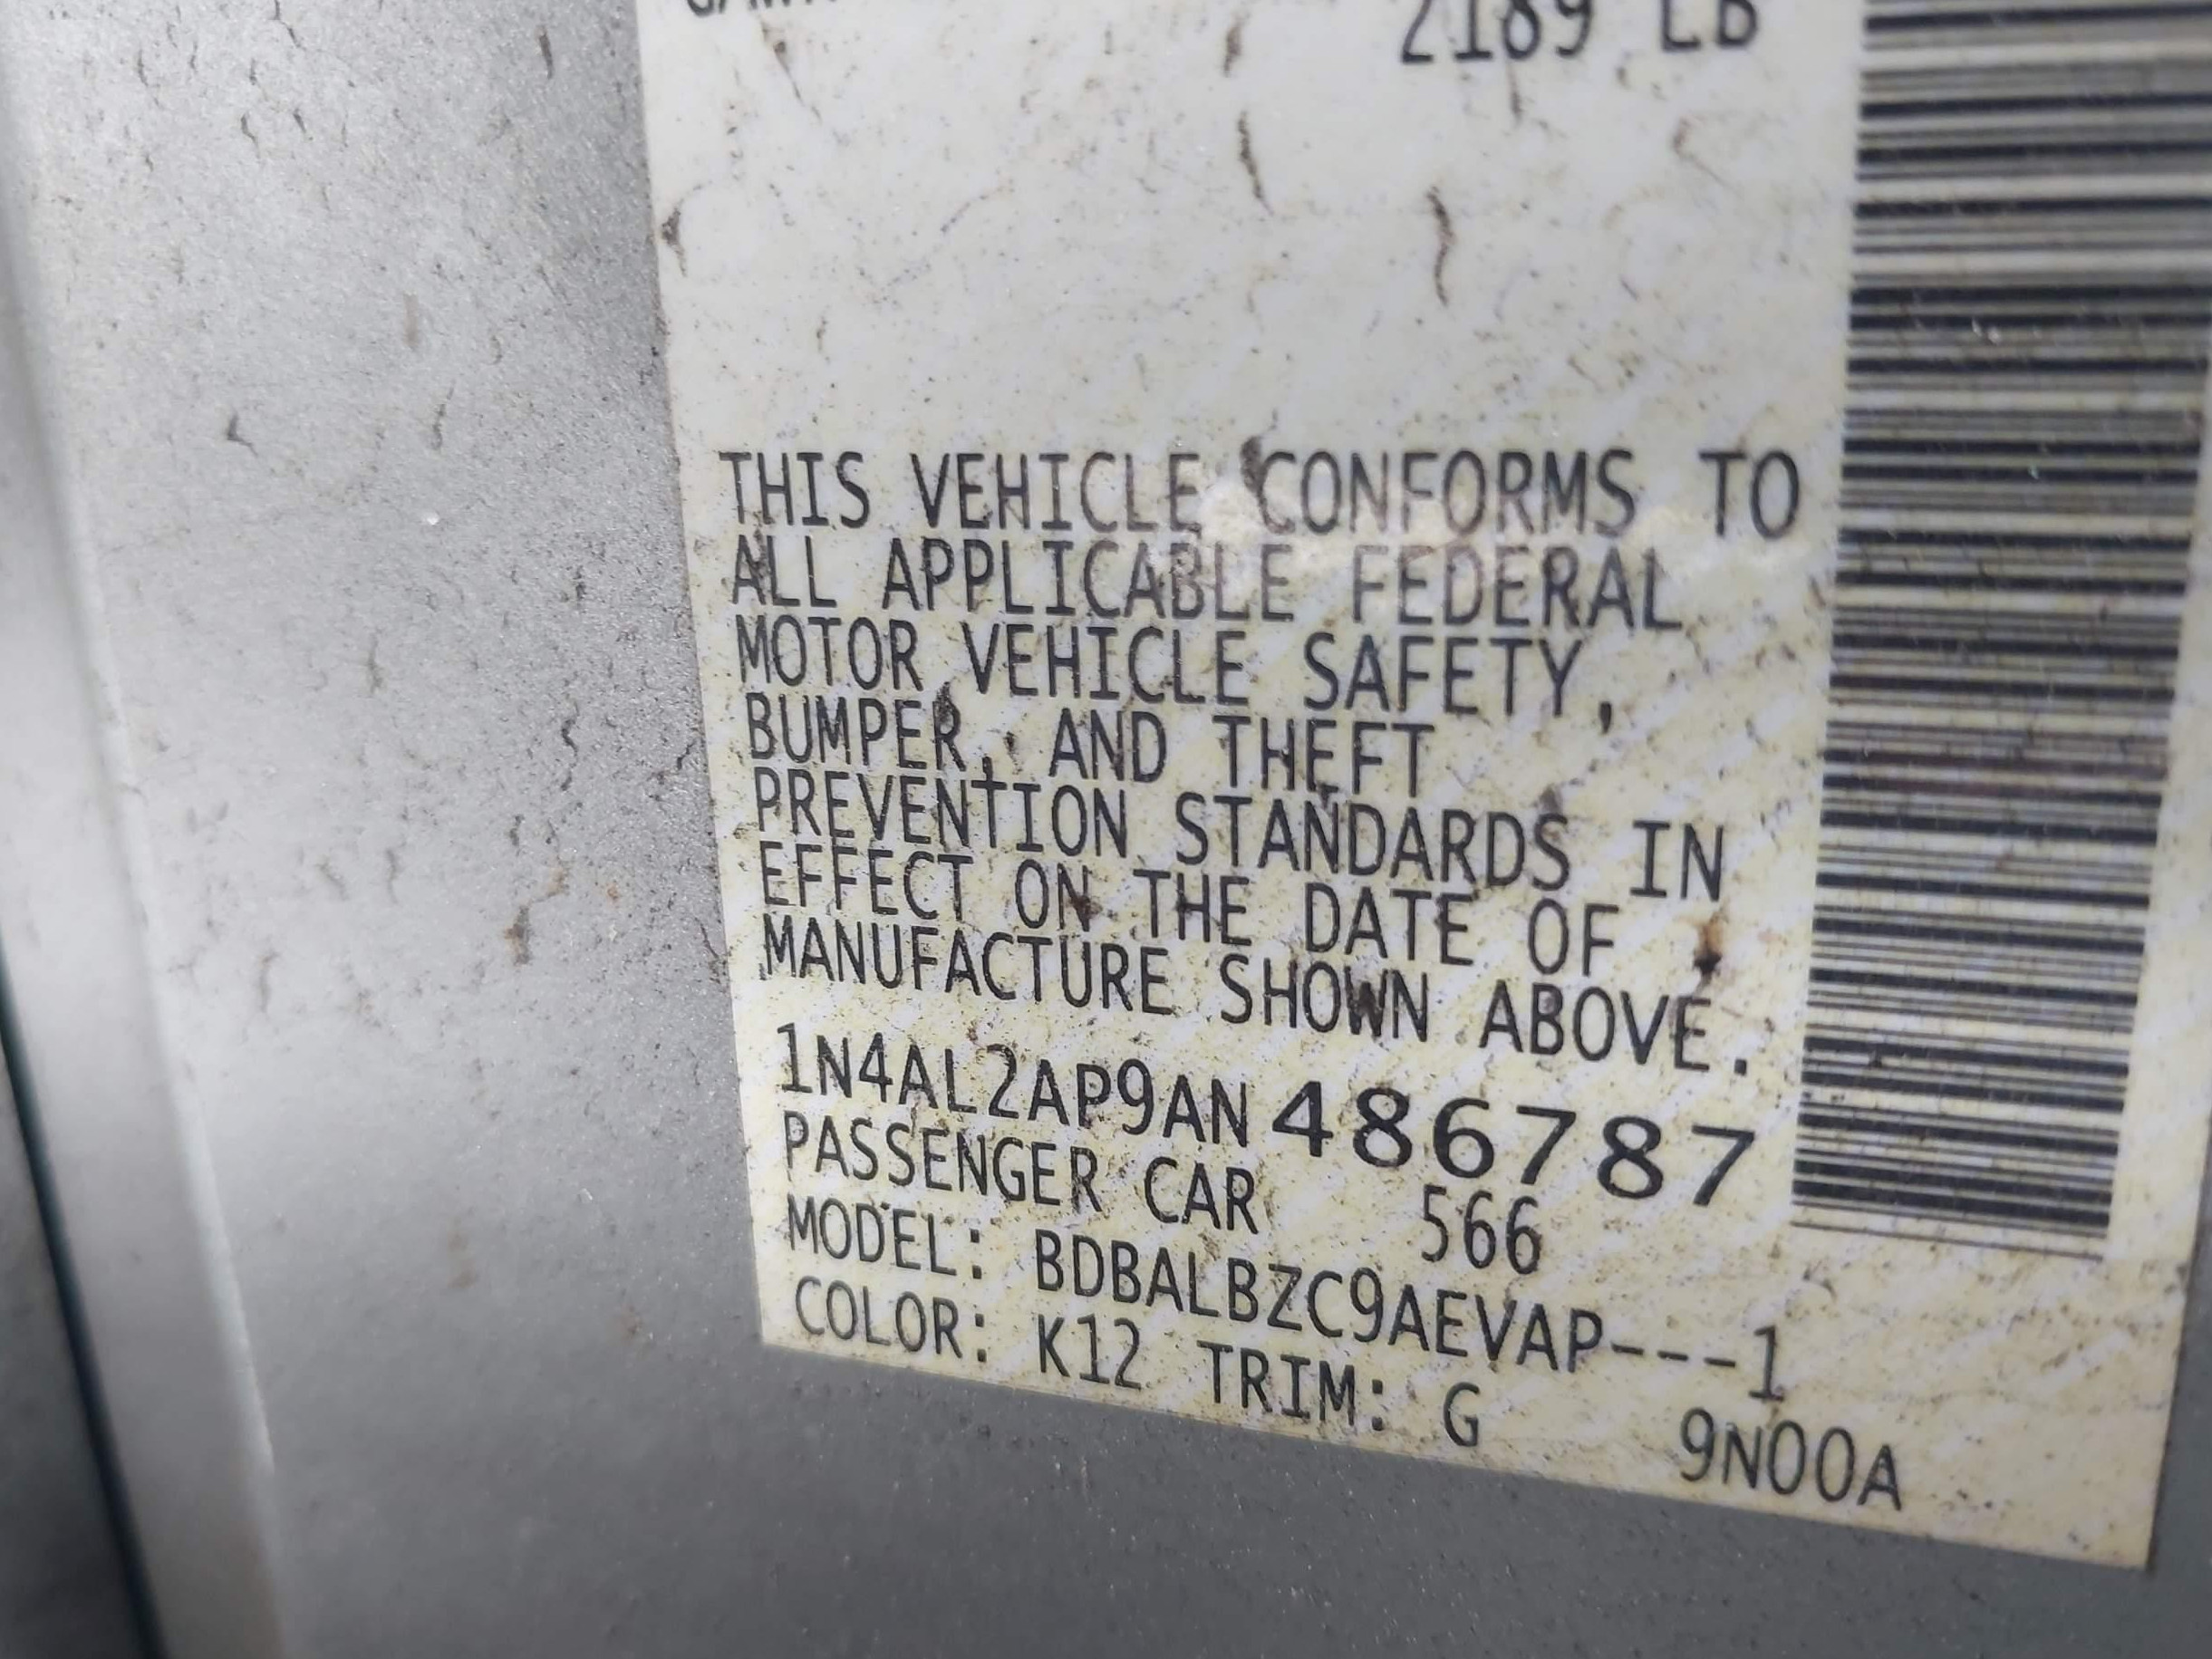 2189 LB
THIS VEHICLE CONFORMS TO
ALL APPLICABLE FEDERAL
MOTOR VEHICLE SAFETY,
BUMPER, AND THEFT
PREVENTION STANDARDS IN
EFFECT ON THE DATE OF
MANUFACTURE SHOWN ABOVE.
1N4AL2AP9AN486787
PASSENGER CAR 566
MODEL: BDBALBZC9AEVAP---1
COLOR: K12 TRIM: G 9N00A